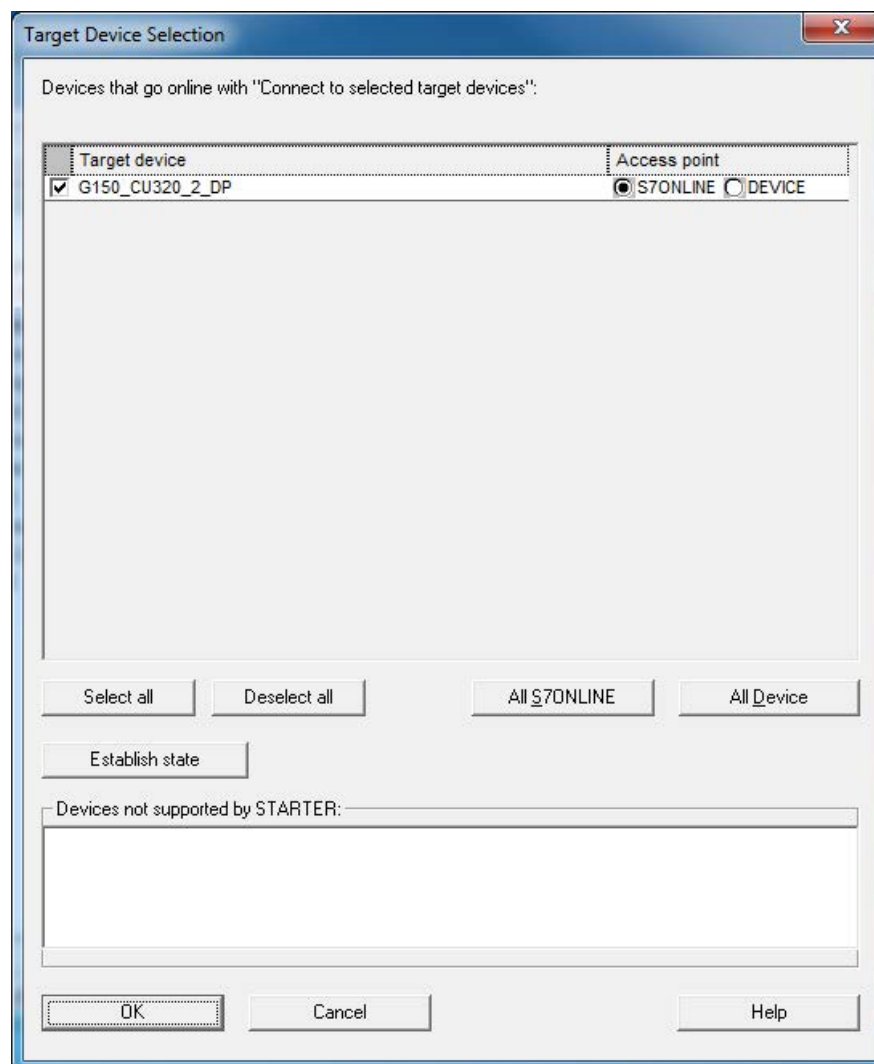 Target Device Selection
Devices that go online with "Connect to selected target devices":
Target device Access point
G150_CU320_2_DP S7ONLINE DEVICE
Select all Deselect all All S7ONLINE All Device
Establish state
Devices not supported by STARTER:
OK Cancel Help